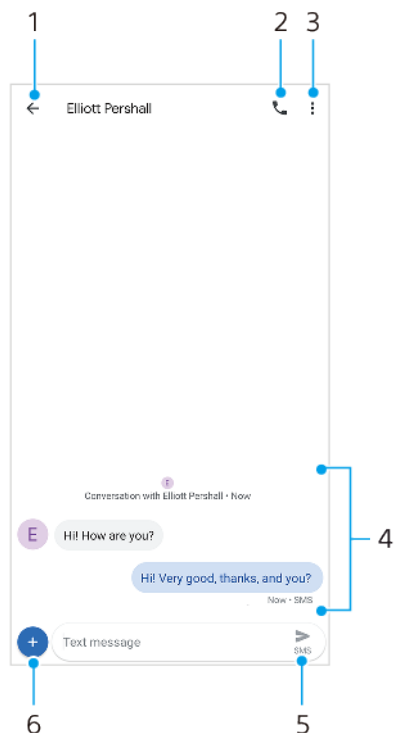 1 2 3
Elliott Pershall
E
Conversation with Elliott Pershall • Now
E Hi! How are you?
Hi! Very good, thanks, and you?
Now • SMS
4
+ Text message
SMS
6 5